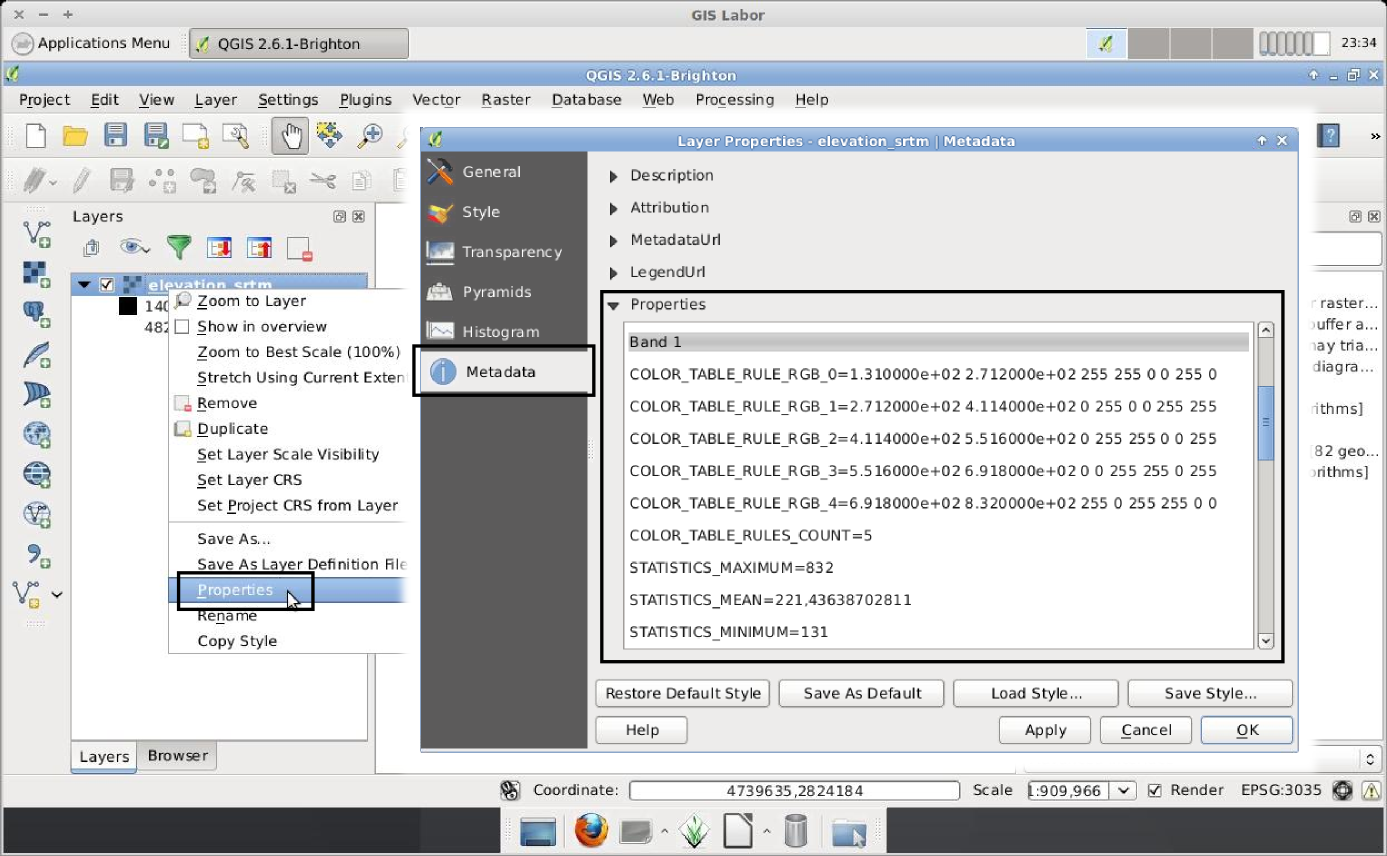 GIS Labor
Applications Menu
QGIS 2.6.1-Brighton
23:34
QGIS 2.6.1-Brighton
Project Edit View Layer Settings Plugins Vector Raster Database Web Processing Help
Layer Properties - elevation_srtm | Metadata
General
Style
Transparency
Pyramids
Histogram
Metadata
Description
Attribution
MetadataUrl
LegendUrl
Properties
Band 1
COLOR_TABLE_RULE_RGB_0=1.310000e+02 2.712000e+02 255 255 0 0 255 0
COLOR_TABLE_RULE_RGB_1=2.712000e+02 4.114000e+02 0 255 0 0 255 255
COLOR_TABLE_RULE_RGB_2=4.114000e+02 5.516000e+02 0 255 255 0 0 255
COLOR_TABLE_RULE_RGB_3=5.516000e+02 6.918000e+02 0 0 255 255 0 255
COLOR_TABLE_RULE_RGB_4=6.918000e+02 8.320000e+02 255 0 255 255 0 0
COLOR_TABLE_RULES_COUNT=5
STATISTICS_MAXIMUM=832
STATISTICS_MEAN=221,43638702811
STATISTICS_MINIMUM=131
Restore Default Style
Save As Default
Load Style...
Save Style...
Help
Apply
Cancel
OK
Layers
elevation_srtm
140
482
Zoom to Layer
Show in overview
Zoom to Best Scale (100%)
Stretch Using Current Exten
Remove
Duplicate
Set Layer Scale Visibility
Set Layer CRS
Set Project CRS from Layer
Save As...
Save As Layer Definition File
Properties
Rename
Copy Style
raster...
buffer a...
may tria...
diagra...
[82 geo...
Layers
Browser
Coordinate: 4739635,2824184 Scale 1:909,966 Render EPSG:3035